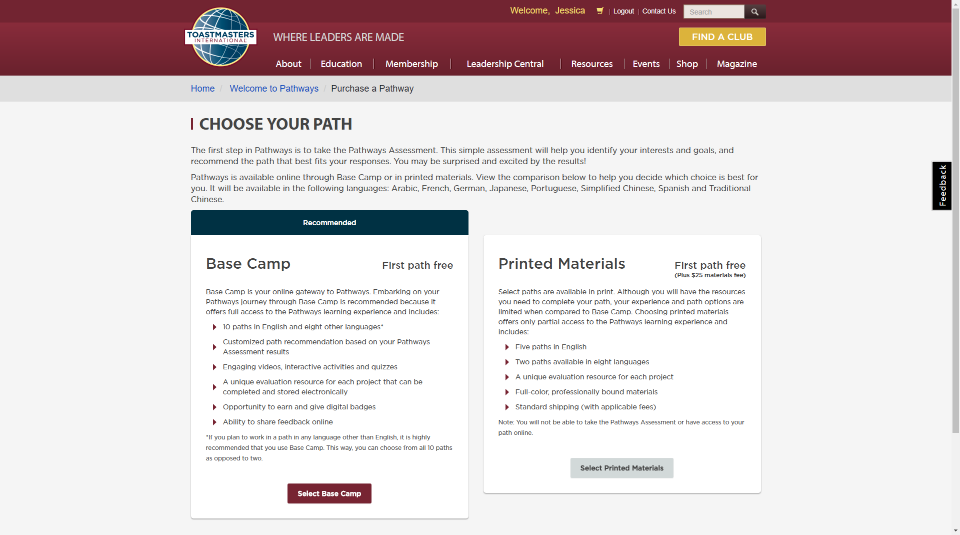 Welcome, Jessica
Logout
Contact Us
Search
TOASTMASTERS
INTERNATIONAL
WHERE LEADERS ARE MADE
FIND A CLUB
About
Education
Membership
Leadership Central
Resources
Events
Shop
Magazine
Home / Welcome to Pathways / Purchase a Pathway
CHOOSE YOUR PATH
The first step in Pathways is to take the Pathways Assessment. This simple assessment will help you identify your interests and goals, and
recommend the path that best fits your responses. You may be surprised and excited by the results!
Pathways is available online through Base Camp or in printed materials. View the comparison below to help you decide which choice is best for
you. It will be available in the following languages: Arabic, French, German, Japanese, Portuguese, Simplified Chinese, Spanish and Traditional
Chinese.
Feedback
Recommended
Base Camp
First path free
Base Camp is your online gateway to Pathways. Embarking on your
Pathways journey through Base Camp is recommended because it
offers full access to the Pathways learning experience and includes:
10 paths in English and eight other languages*
Customized path recommendation based on your Pathways
Assessment results
Engaging videos, interactive activities and quizzes
A unique evaluation resource for each project that can be
completed and stored electronically
Opportunity to earn and give digital badges
Ability to share feedback online
*If you plan to work in a path in any language other than English, it is highly
recommended that you use Base Camp. This way, you can choose from all 10 paths
as opposed to two.
Select Base Camp
Printed Materials
First path free
(Plus $25 materials fee)
Select paths are available in print. Although you will have the resources
you need to complete your path, your experience and path options are
limited when compared to Base Camp. Choosing printed materials
offers only partial access to the Pathways learning experience and
includes:
Five paths in English
Two paths available in eight languages
A unique evaluation resource for each project
Full-color, professionally bound materials
Standard shipping (with applicable fees)
Note: You will not be able to take the Pathways Assessment or have access to your
path online.
Select Printed Materials